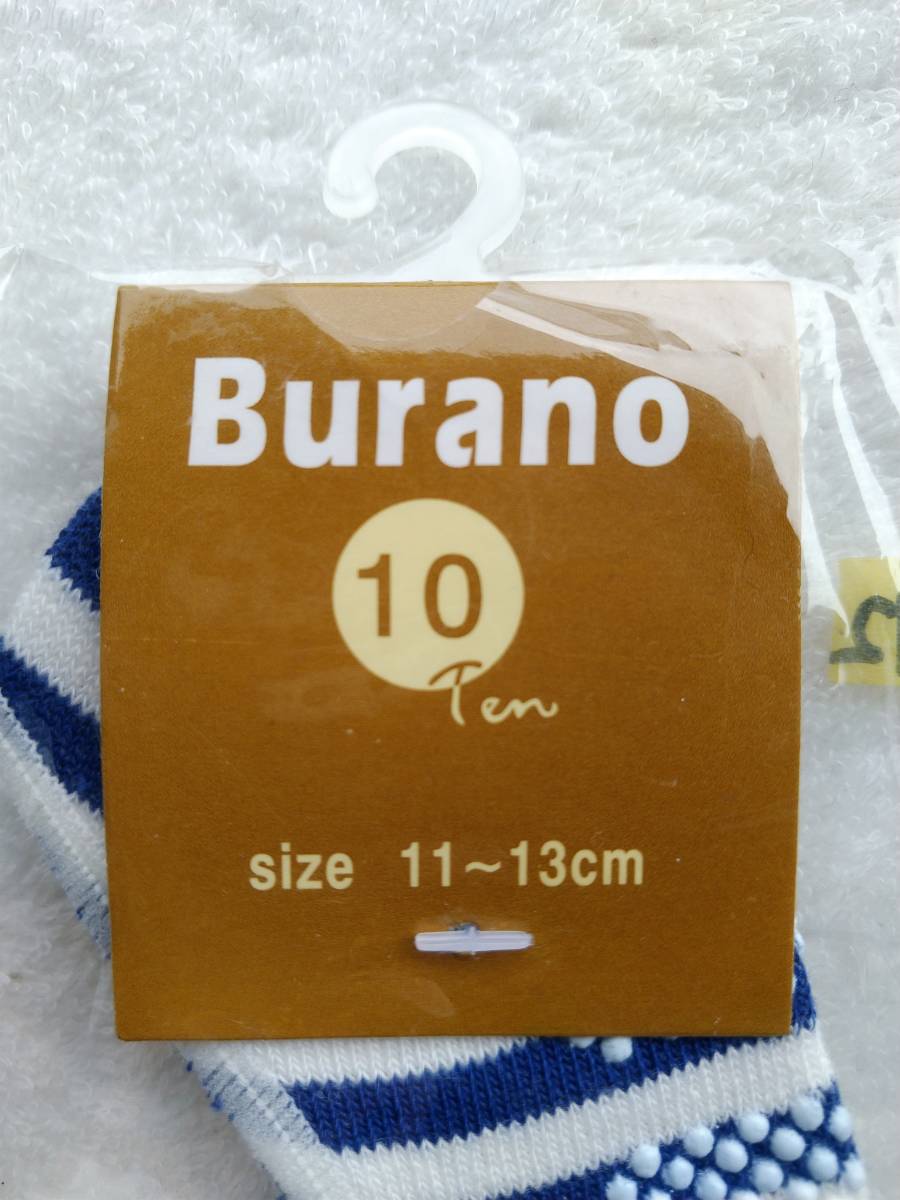 Burano
10
Ten
size 11~13cm